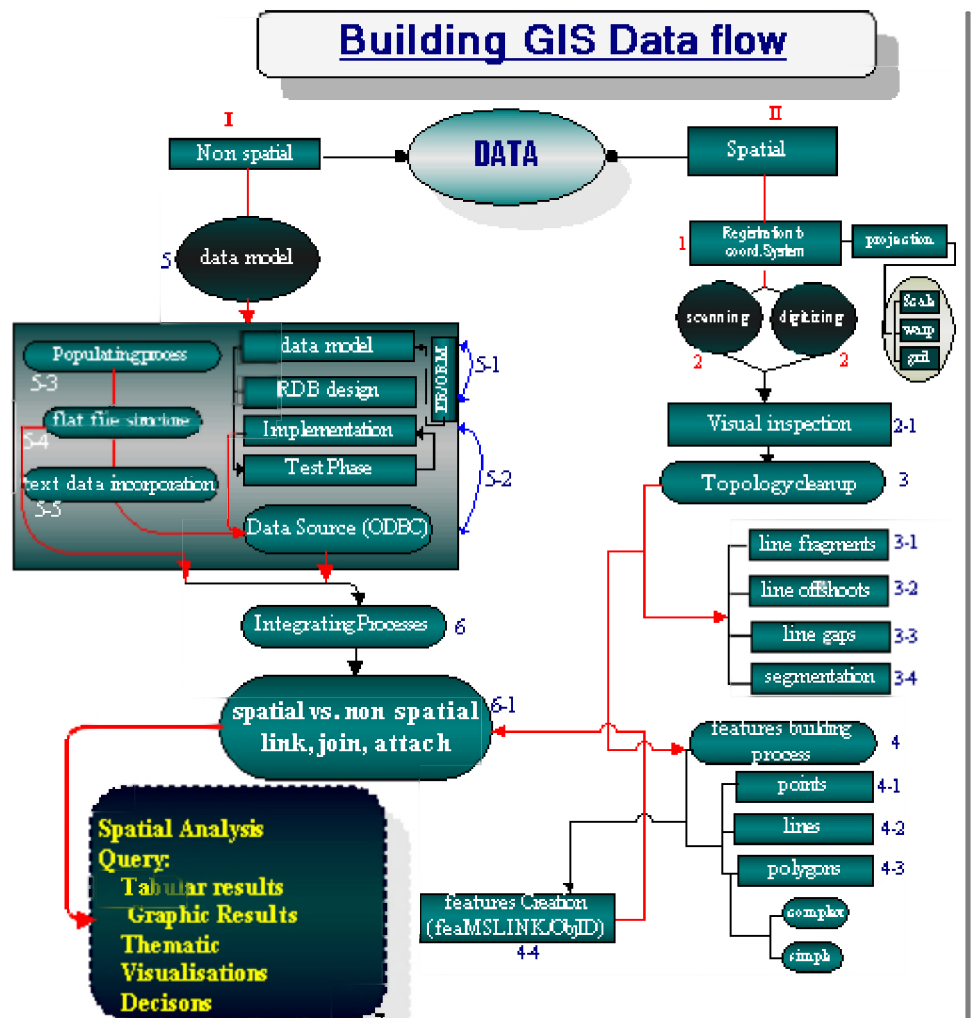 Building GIS Data flow
I
II
Non spatial
DATA
Spatial
data model
5
1
Registration to
coord.System
projection
Scale
warp
grid
scanning
digitizing
2
2
Populating process
5-3
flat file structure
5-4
text data incorporation
5-5
data model
RDB design
Implementation
Test Phase
Data Source (ODBC)
ER/ORM
5-1
5-2
Visual inspection
2-1
Topology cleanup
3
line fragments
3-1
line offshoots
3-2
line gaps
3-3
segmentation
3-4
Integrating Processes
6
spatial vs. non spatial
link, join, attach
6-1
features building
process
4
points
4-1
lines
4-2
polygons
4-3
complex
simple
features Creation
(feaMSLINK/ObjID)
4-4
Spatial Analysis
Query:
Tabular results
Graphic Results
Thematic
Visualisations
Decisons